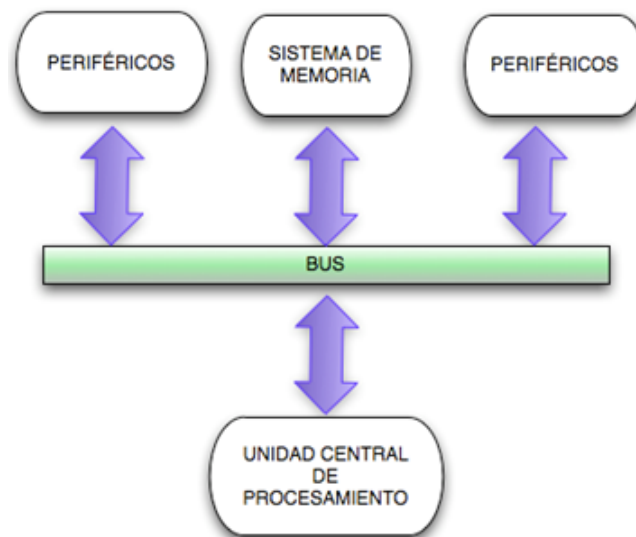 PERIFÉRICOS
SISTEMA DE
MEMORIA
PERIFÉRICOS
BUS
UNIDAD CENTRAL
DE
PROCESAMIENTO